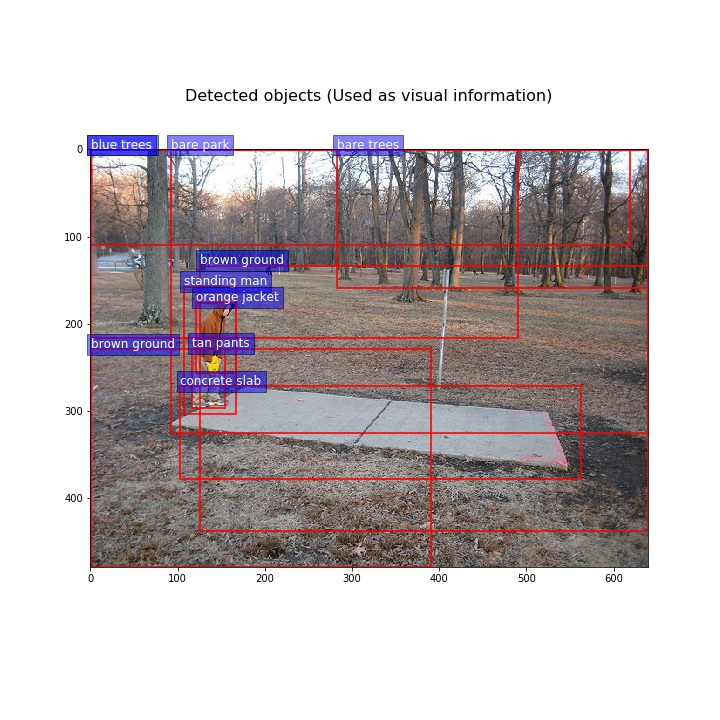 Detected objects (Used as visual information)
blue trees
bare park
bare trees
0
100
brown ground
standing man
orange jacket
200
brown ground
tan pants
concrete slab
300
400
0
100
200
300
400
500
600